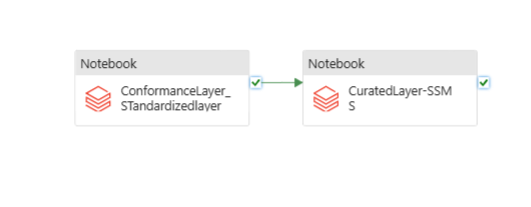 Notebook
ConformanceLayer_
STandardizedlayer
Notebook
CuratedLayer-SSM
S